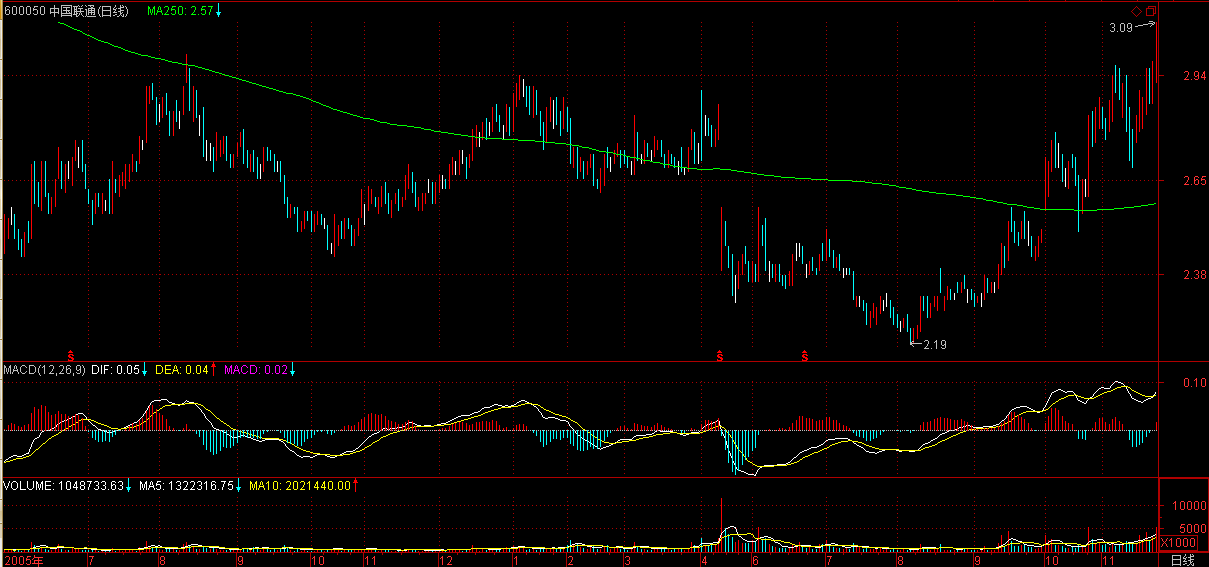 600050 中国联通(日线) MA250: 2.57↓
3.09
2.94
2.65
2.38
2.19
$ $ $
MACD(12,26,9) DIF: 0.05↓ DEA: 0.04↑ MACD: 0.02↓
0.10
VOLUME: 1048733.63↓ MA5: 1322316.75↓ MA10: 2021440.00↑
10000
5000
X1000
2005年 7 8 9 10 11 12 1 2 3 4 6 7 8 9 10 11 日线